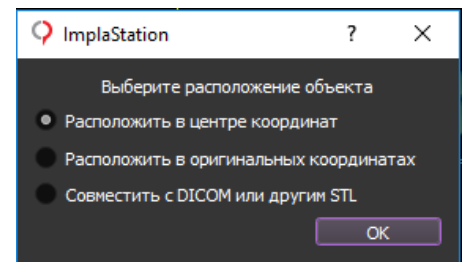 ImplaStation ?
Выберите расположение объекта
Расположить в центре координат
Расположить в оригинальных координатах
Совместить с DICOM или другим STL
OK